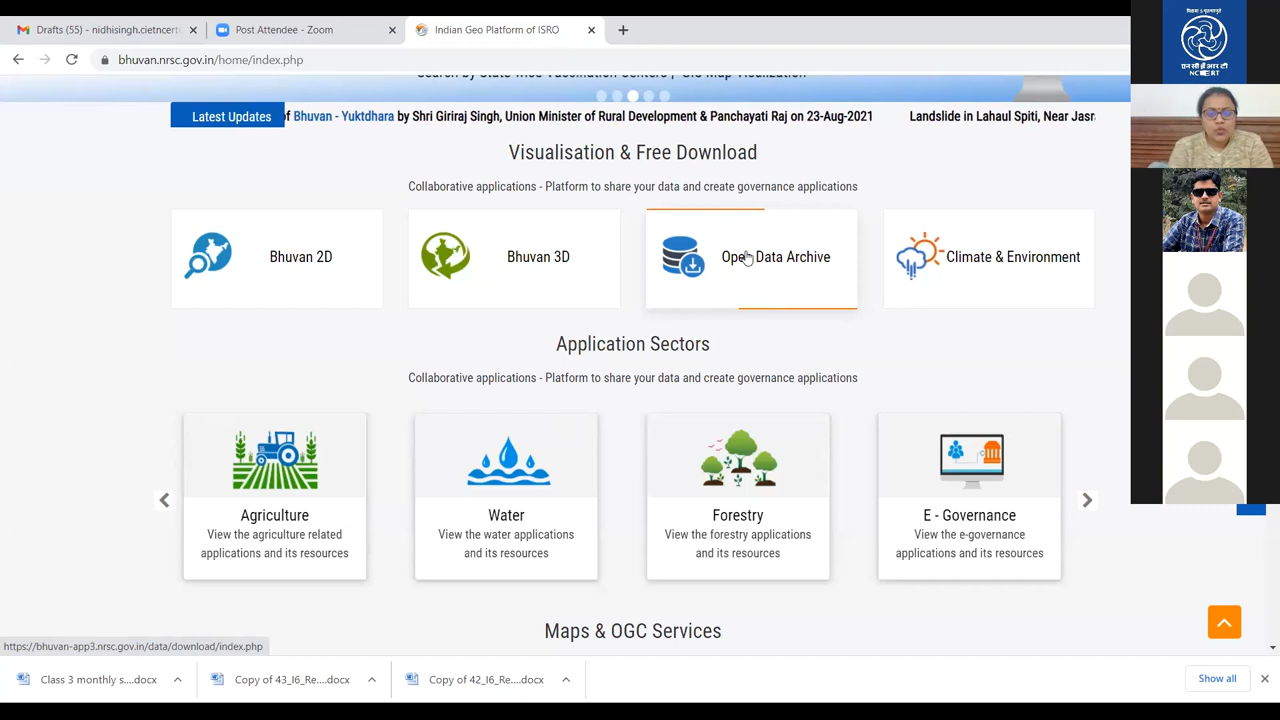 Drafts (55) - nidhisingh.cietncert
Post Attendee - Zoom
Indian Geo Platform of ISRO
bhuvan.nrsc.gov.in/home/index.php
Latest Updates
of Bhuvan - Yuktdhara by Shri Giriraj Singh, Union Minister of Rural Development & Panchayati Raj on 23-Aug-2021
Landslide in Lahaul Spiti, Near Jasr
Visualisation & Free Download
Collaborative applications - Platform to share your data and create governance applications
Bhuvan 2D
Bhuvan 3D
Open Data Archive
Climate & Environment
Application Sectors
Collaborative applications - Platform to share your data and create governance applications
Agriculture
View the agriculture related
applications and its resources
Water
View the water applications
and its resources
Forestry
View the forestry applications
and its resources
E - Governance
View the e-governance
applications and its resources
Maps & OGC Services
https://bhuvan-app3.nrsc.gov.in/data/download/index.php
Class 3 monthly s....docx
Copy of 43_I6_Re....docx
Copy of 42_I6_Re....docx
Show all
एन सी ई आर टी
NCERT